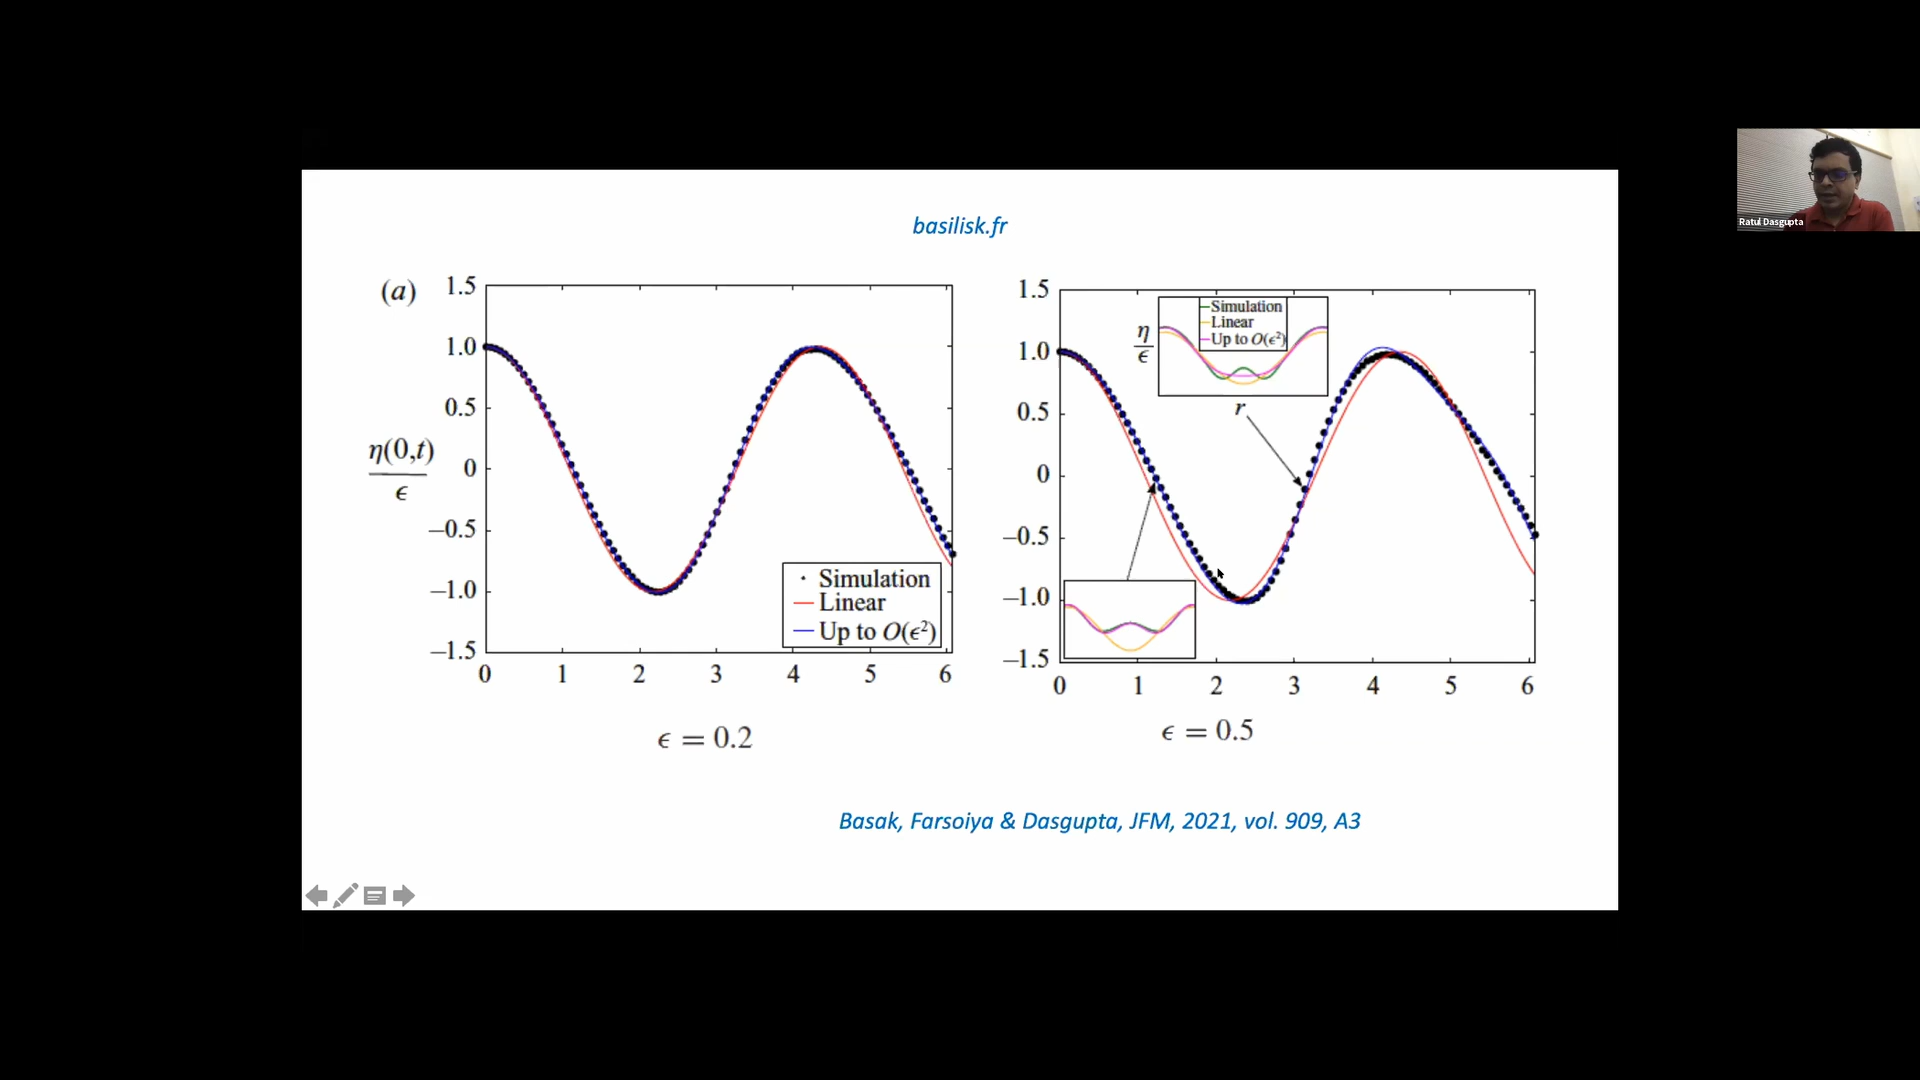 basilisk.fr
(a)
1.5
1.0
0.5
0
−0.5
−1.0
−1.5
η(0,t)
ϵ
Simulation
Linear
Up to O(ϵ²)
0 1 2 3 4 5 6
ϵ = 0.2
1.5
1.0
0.5
0
−0.5
−1.0
−1.5
η
ϵ
Simulation
Linear
Up to O(ϵ²)
r
0 1 2 3 4 5 6
ϵ = 0.5
Basak, Farsoiya & Dasgupta, JFM, 2021, vol. 909, A3
Ratul Dasgupta